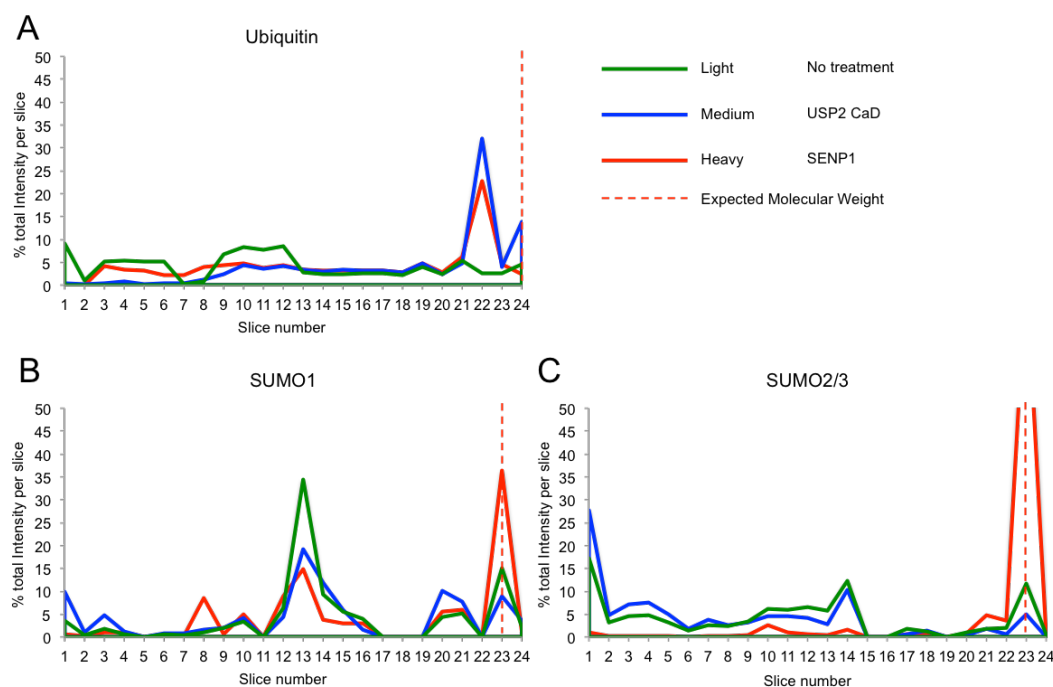 A
Ubiquitin
% total Intensity per slice
50
45
40
35
30
25
20
15
10
5
0
1 2 3 4 5 6 7 8 9 10 11 12 13 14 15 16 17 18 19 20 21 22 23 24
Slice number
Light No treatment
Medium USP2 CaD
Heavy SENP1
Expected Molecular Weight
B
SUMO1
% total Intensity per slice
50
45
40
35
30
25
20
15
10
5
0
1 2 3 4 5 6 7 8 9 10 11 12 13 14 15 16 17 18 19 20 21 22 23 24
Slice number
C
SUMO2/3
% total Intensity per slice
50
45
40
35
30
25
20
15
10
5
0
1 2 3 4 5 6 7 8 9 10 11 12 13 14 15 16 17 18 19 20 21 22 23 24
Slice number